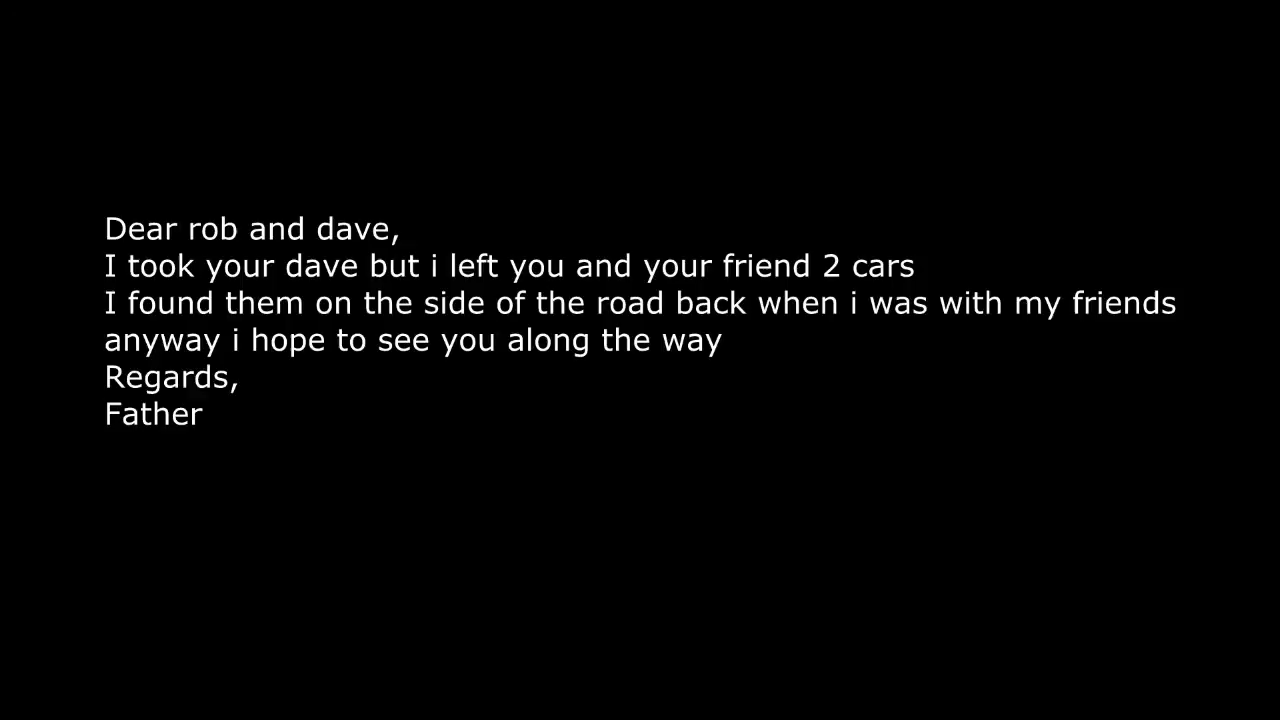 Dear rob and dave,
I took your dave but i left you and your friend 2 cars
I found them on the side of the road back when i was with my friends
anyway i hope to see you along the way
Regards,
Father